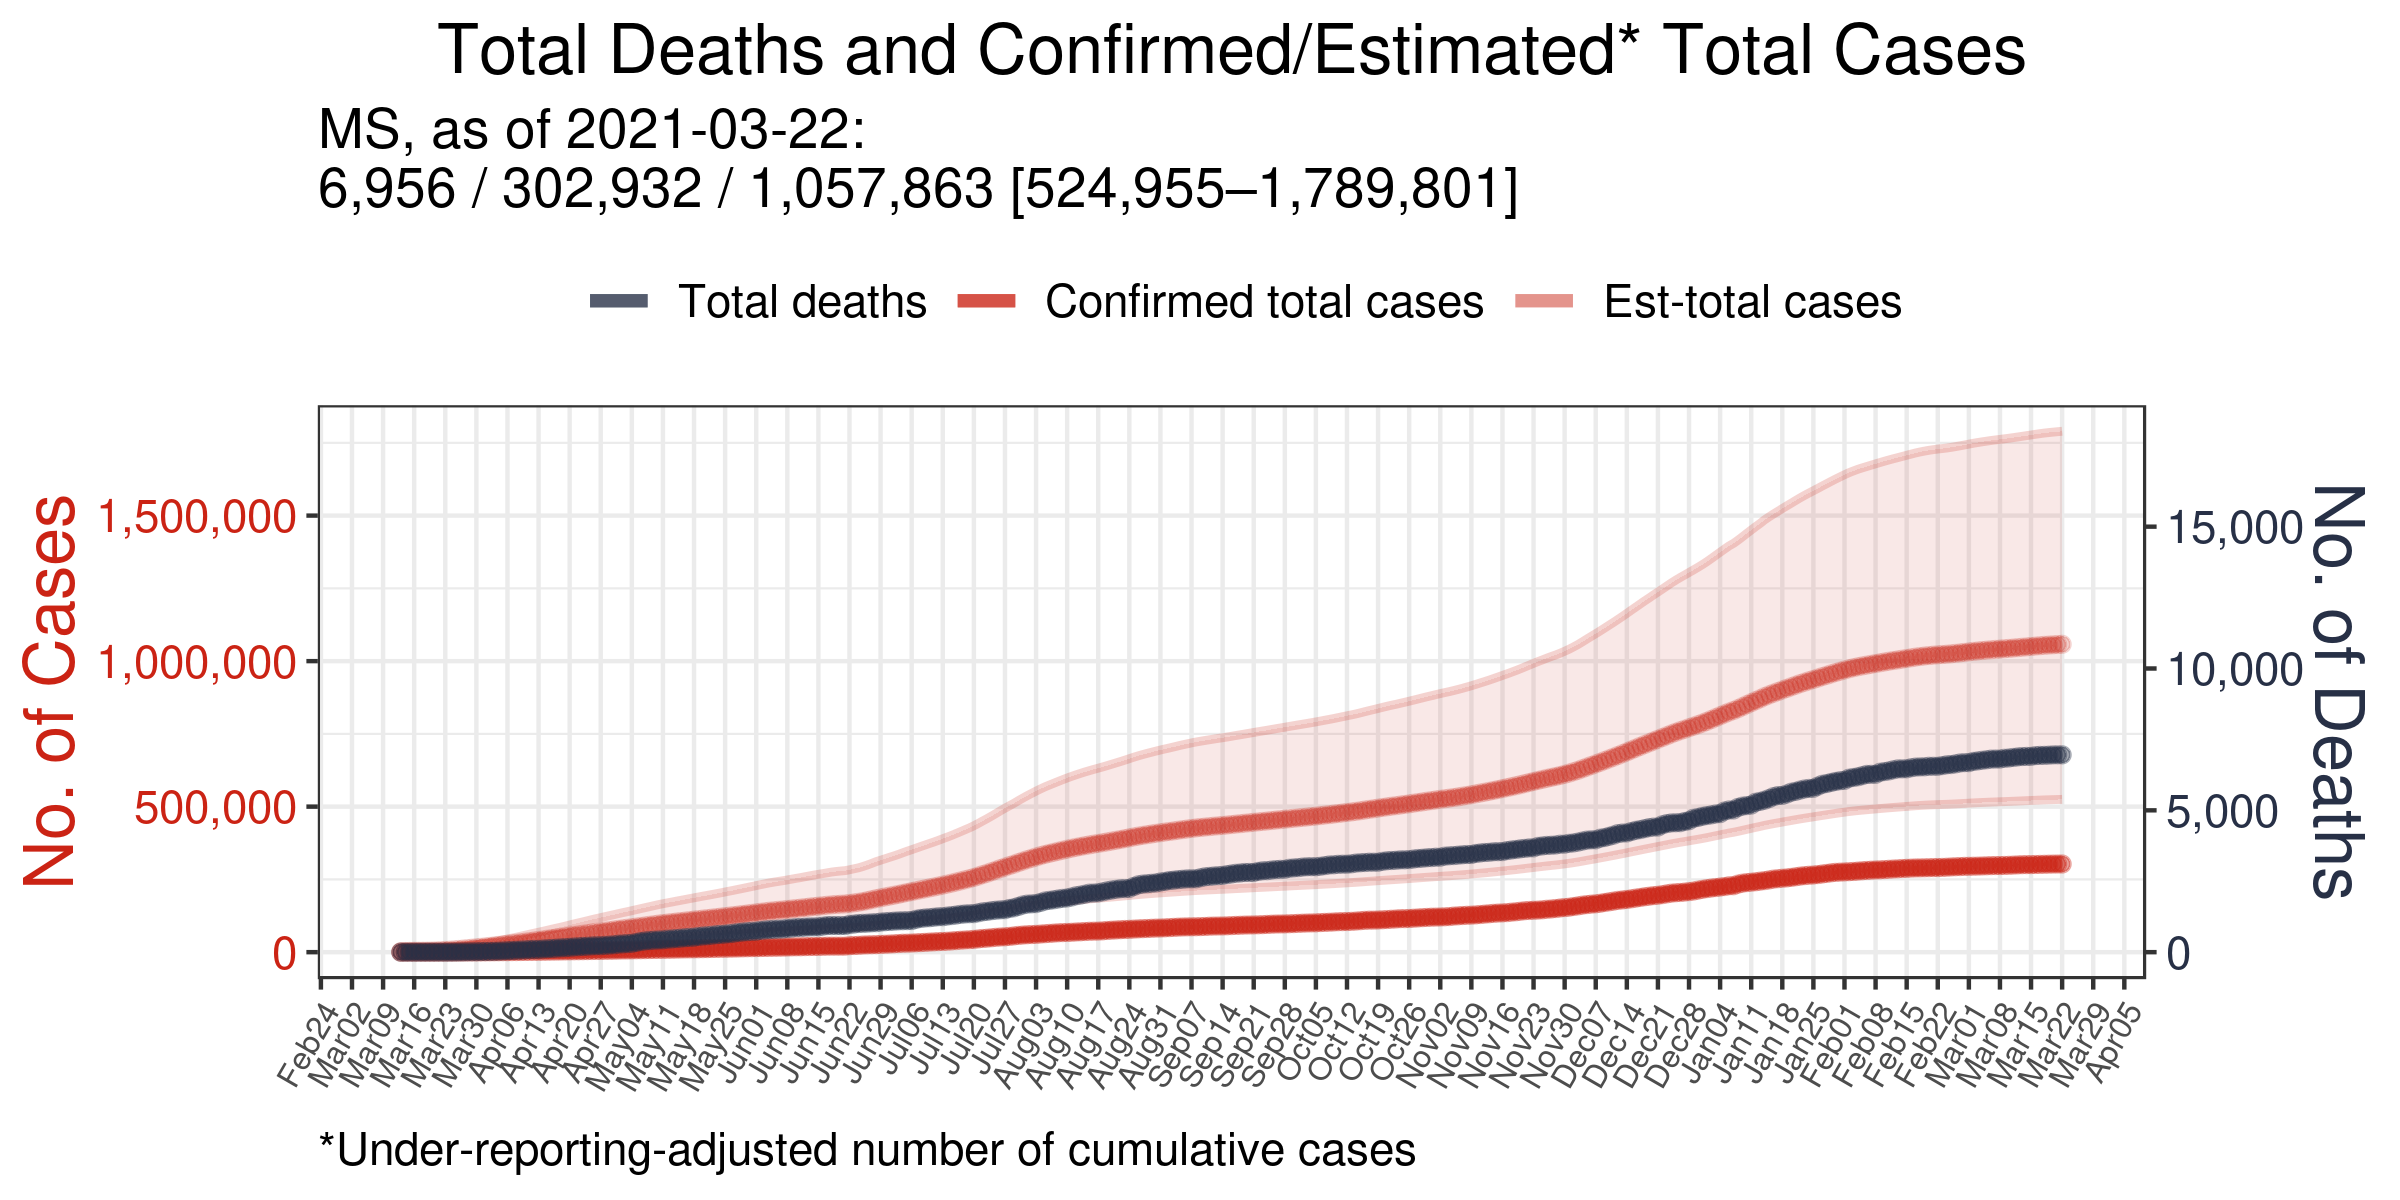 Total Deaths and Confirmed/Estimated* Total Cases
MS, as of 2021-03-22:
6,956 / 302,932 / 1,057,863 [524,955–1,789,801]
Total deaths
Confirmed total cases
Est-total cases
No. of Cases
1,500,000
1,000,000
500,000
0
15,000
10,000
5,000
0
No. of Deaths
Feb24
Mar02
Mar09
Mar16
Mar23
Mar30
Apr06
Apr13
Apr20
Apr27
May04
May11
May18
May25
Jun01
Jun08
Jun15
Jun22
Jun29
Jul06
Jul13
Jul20
Jul27
Aug03
Aug10
Aug17
Aug24
Aug31
Sep07
Sep14
Sep21
Sep28
Oct05
Oct12
Oct19
Oct26
Nov02
Nov09
Nov16
Nov23
Nov30
Dec07
Dec14
Dec21
Dec28
Jan04
Jan11
Jan18
Jan25
Feb01
Feb08
Feb15
Feb22
Mar01
Mar08
Mar15
Mar22
Mar29
Apr05
*Under-reporting-adjusted number of cumulative cases